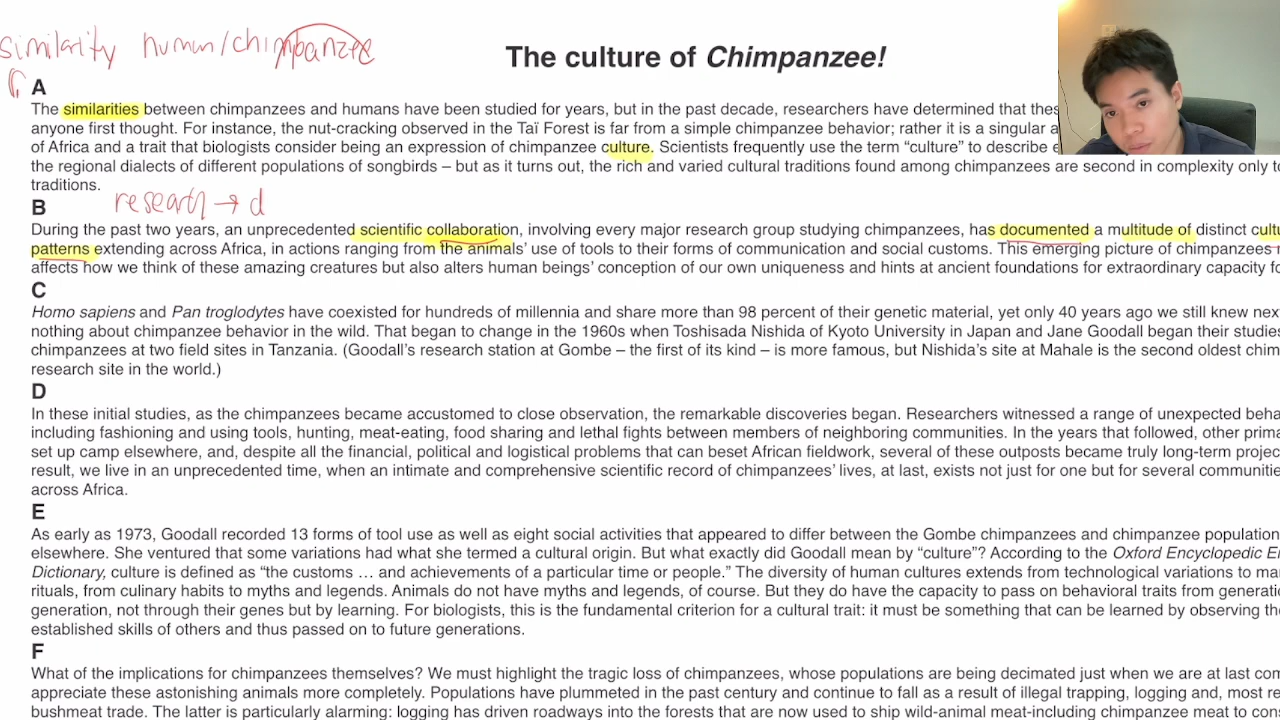 similarity human/chimpanzee
The culture of Chimpanzee!
A
The similarities between chimpanzees and humans have been studied for years, but in the past decade, researchers have determined that
anyone first thought. For instance, the nut-cracking observed in the Taï Forest is far from a simple chimpanzee behavior; rather it is a singular
of Africa and a trait that biologists consider being an expression of chimpanzee culture. Scientists frequently use the term “culture” to describe
the regional dialects of different populations of songbirds – but as it turns out, the rich and varied cultural traditions found among chimpanzees are second in complexity only
traditions.
research → d
B
During the past two years, an unprecedented scientific collaboration, involving every major research group studying chimpanzees, has documented a multitude of distinct
patterns extending across Africa, in actions ranging from the animals’ use of tools to their forms of communication and social customs. This emerging picture of chimpanzees
affects how we think of these amazing creatures but also alters human beings’ conception of our own uniqueness and hints at ancient foundations for extraordinary capacity
C
Homo sapiens and Pan troglodytes have coexisted for hundreds of millennia and share more than 98 percent of their genetic material, yet only 40 years ago we still knew
nothing about chimpanzee behavior in the wild. That began to change in the 1960s when Toshisada Nishida of Kyoto University in Japan and Jane Goodall began their
chimpanzees at two field sites in Tanzania. (Goodall’s research station at Gombe – the first of its kind – is more famous, but Nishida’s site at Mahale is the second oldest
research site in the world.)
D
In these initial studies, as the chimpanzees became accustomed to close observation, the remarkable discoveries began. Researchers witnessed a range of unexpected
including fashioning and using tools, hunting, meat-eating, food sharing and lethal fights between members of neighboring communities. In the years that followed, other
set up camp elsewhere, and, despite all the financial, political and logistical problems that can beset African fieldwork, several of these outposts became truly long-term
result, we live in an unprecedented time, when an intimate and comprehensive scientific record of chimpanzees’ lives, at last, exists not just for one but for several
across Africa.
E
As early as 1973, Goodall recorded 13 forms of tool use as well as eight social activities that appeared to differ between the Gombe chimpanzees and chimpanzee
elsewhere. She ventured that some variations had what she termed a cultural origin. But what exactly did Goodall mean by “culture”? According to the Oxford Encyclopedic
Dictionary, culture is defined as “the customs … and achievements of a particular time or people.” The diversity of human cultures extends from technological variations to
rituals, from culinary habits to myths and legends. Animals do not have myths and legends, of course. But they do have the capacity to pass on behavioral traits from
generation, not through their genes but by learning. For biologists, this is the fundamental criterion for a cultural trait: it must be something that can be learned by observing
established skills of others and thus passed on to future generations.
F
What of the implications for chimpanzees themselves? We must highlight the tragic loss of chimpanzees, whose populations are being decimated just when we are at last
appreciate these astonishing animals more completely. Populations have plummeted in the past century and continue to fall as a result of illegal trapping, logging and, most
bushmeat trade. The latter is particularly alarming: logging has driven roadways into the forests that are now used to ship wild-animal meat-including chimpanzee meat to